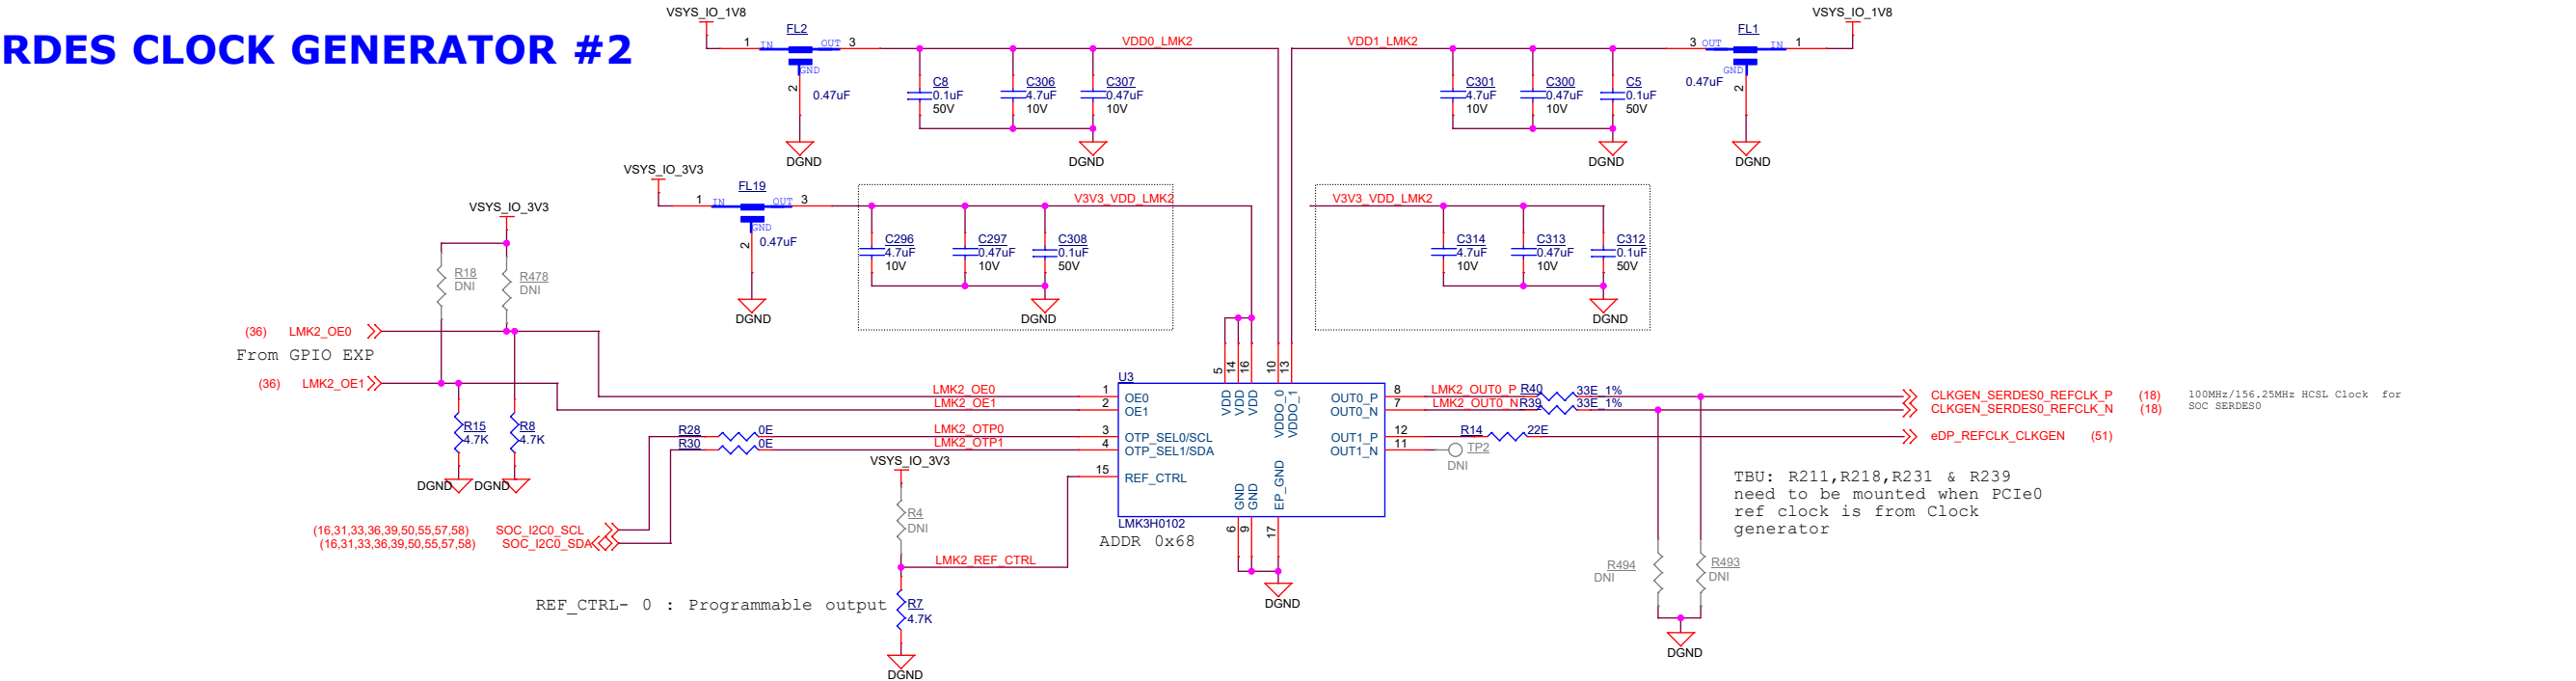 RDES CLOCK GENERATOR #2
VSYS_IO_1V8
FL2
1 IN OUT 3
GND
2
0.47uF
DGND
VDD0_LMK2
C8
0.1uF
50V
C306
4.7uF
10V
C307
0.47uF
10V
DGND
VDD1_LMK2
C301
4.7uF
10V
C300
0.47uF
10V
C5
0.1uF
50V
DGND
VSYS_IO_1V8
FL1
3 OUT IN 1
GND
2
0.47uF
DGND
VSYS_IO_3V3
FL19
1 IN OUT 3
GND
2
0.47uF
DGND
V3V3_VDD_LMK2
C296
4.7uF
10V
C297
0.47uF
10V
C308
0.1uF
50V
DGND
V3V3_VDD_LMK2
C314
4.7uF
10V
C313
0.47uF
10V
C312
0.1uF
50V
DGND
VSYS_IO_3V3
R18
DNI
R478
DNI
(36) LMK2_OE0
From GPIO EXP
(36) LMK2_OE1
R15
4.7K
R8
4.7K
DGND
DGND
LMK2_OE0
LMK2_OE1
R28 0E
R30 0E
LMK2_OTP0
LMK2_OTP1
(16,31,33,36,39,50,55,57,58) SOC_I2C0_SCL
(16,31,33,36,39,50,55,57,58) SOC_I2C0_SDA
VSYS_IO_3V3
R4
DNI
LMK2_REF_CTRL
REF_CTRL- 0 : Programmable output
R7
4.7K
DGND
U3
5 14 16 10 13
VDD VDD VDD VDDO_0 VDDO_1
1 OE0
2 OE1
3 OTP_SEL0/SCL
4 OTP_SEL1/SDA
15 REF_CTRL
OUT0_P 8
OUT0_N 7
OUT1_P 12
OUT1_N 11
GND GND EP_GND
6 9 17
LMK3H0102
ADDR 0x68
DGND
LMK2_OUT0_P R40 33E_1%
LMK2_OUT0_N R39 33E_1%
R14 22E
TP2
DNI
CLKGEN_SERDES0_REFCLK_P (18)
CLKGEN_SERDES0_REFCLK_N (18)
100MHz/156.25MHz HCSL Clock for
SOC SERDES0
eDP_REFCLK_CLKGEN (51)
TBU: R211,R218,R231 & R239
need to be mounted when PCIe0
ref clock is from Clock
generator
R494
DNI
R493
DNI
DGND